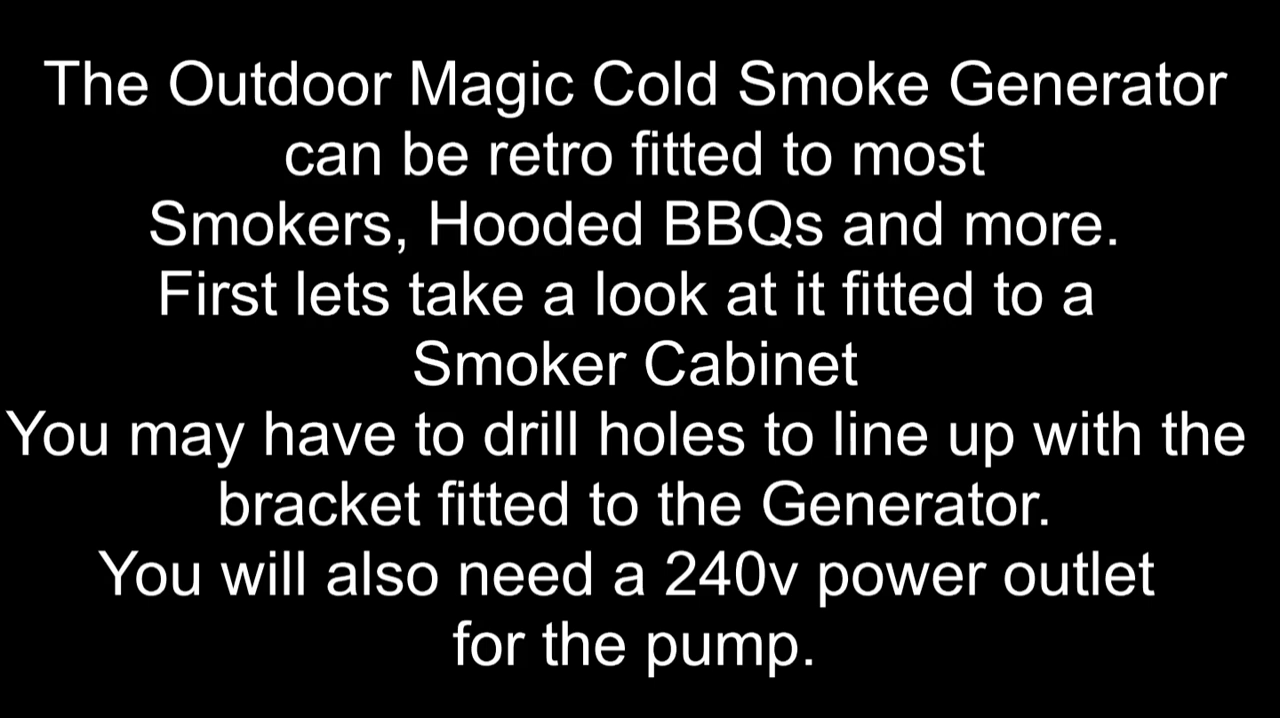 The Outdoor Magic Cold Smoke Generator
can be retro fitted to most
Smokers, Hooded BBQs and more.
First lets take a look at it fitted to a
Smoker Cabinet
You may have to drill holes to line up with the
bracket fitted to the Generator.
You will also need a 240v power outlet
for the pump.